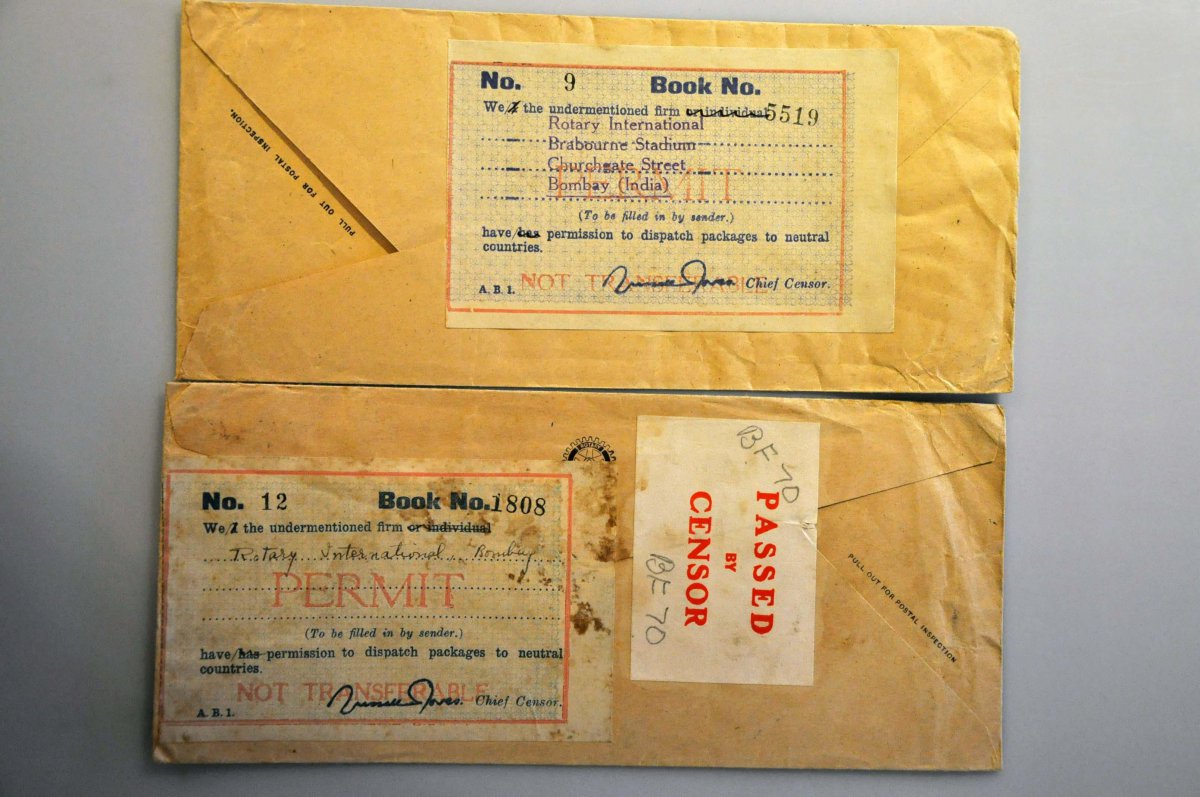 PULL OUT FOR POSTAL INSPECTION.
No. 9 Book No.
We/I the undermentioned firm or individual 5519
Rotary International
Brabourne Stadium
Churchgate Street
Bombay (India)
PERMIT
(To be filled in by sender.)
have/has permission to dispatch packages to neutral
countries.
NOT TRANSFERABLE
A. B. 1. Chief Censor.
No. 12 Book No. 1808
We/I the undermentioned firm or individual
Rotary International Bombay
PERMIT
(To be filled in by sender.)
have/has permission to dispatch packages to neutral
countries.
NOT TRANSFERABLE
A. B. 1. Chief Censor.
BF 70
PASSED
BY
CENSOR
BF 70
PULL OUT FOR POSTAL INSPECTION